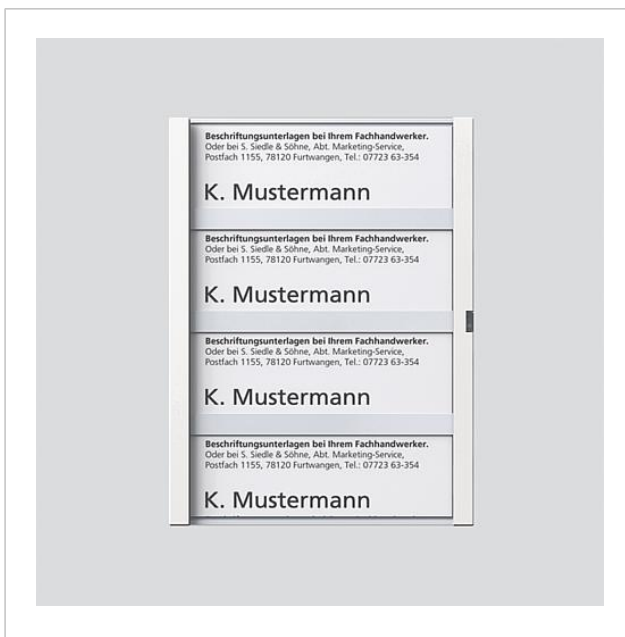 Beschriftungsunterlagen bei Ihrem Fachhandwerker.
Oder bei S. Siedle & Söhne, Abt. Marketing-Service,
Postfach 1155, 78120 Furtwangen, Tel.: 07723 63-354
K. Mustermann
Beschriftungsunterlagen bei Ihrem Fachhandwerker.
Oder bei S. Siedle & Söhne, Abt. Marketing-Service,
Postfach 1155, 78120 Furtwangen, Tel.: 07723 63-354
K. Mustermann
Beschriftungsunterlagen bei Ihrem Fachhandwerker.
Oder bei S. Siedle & Söhne, Abt. Marketing-Service,
Postfach 1155, 78120 Furtwangen, Tel.: 07723 63-354
K. Mustermann
Beschriftungsunterlagen bei Ihrem Fachhandwerker.
Oder bei S. Siedle & Söhne, Abt. Marketing-Service,
Postfach 1155, 78120 Furtwangen, Tel.: 07723 63-354
K. Mustermann